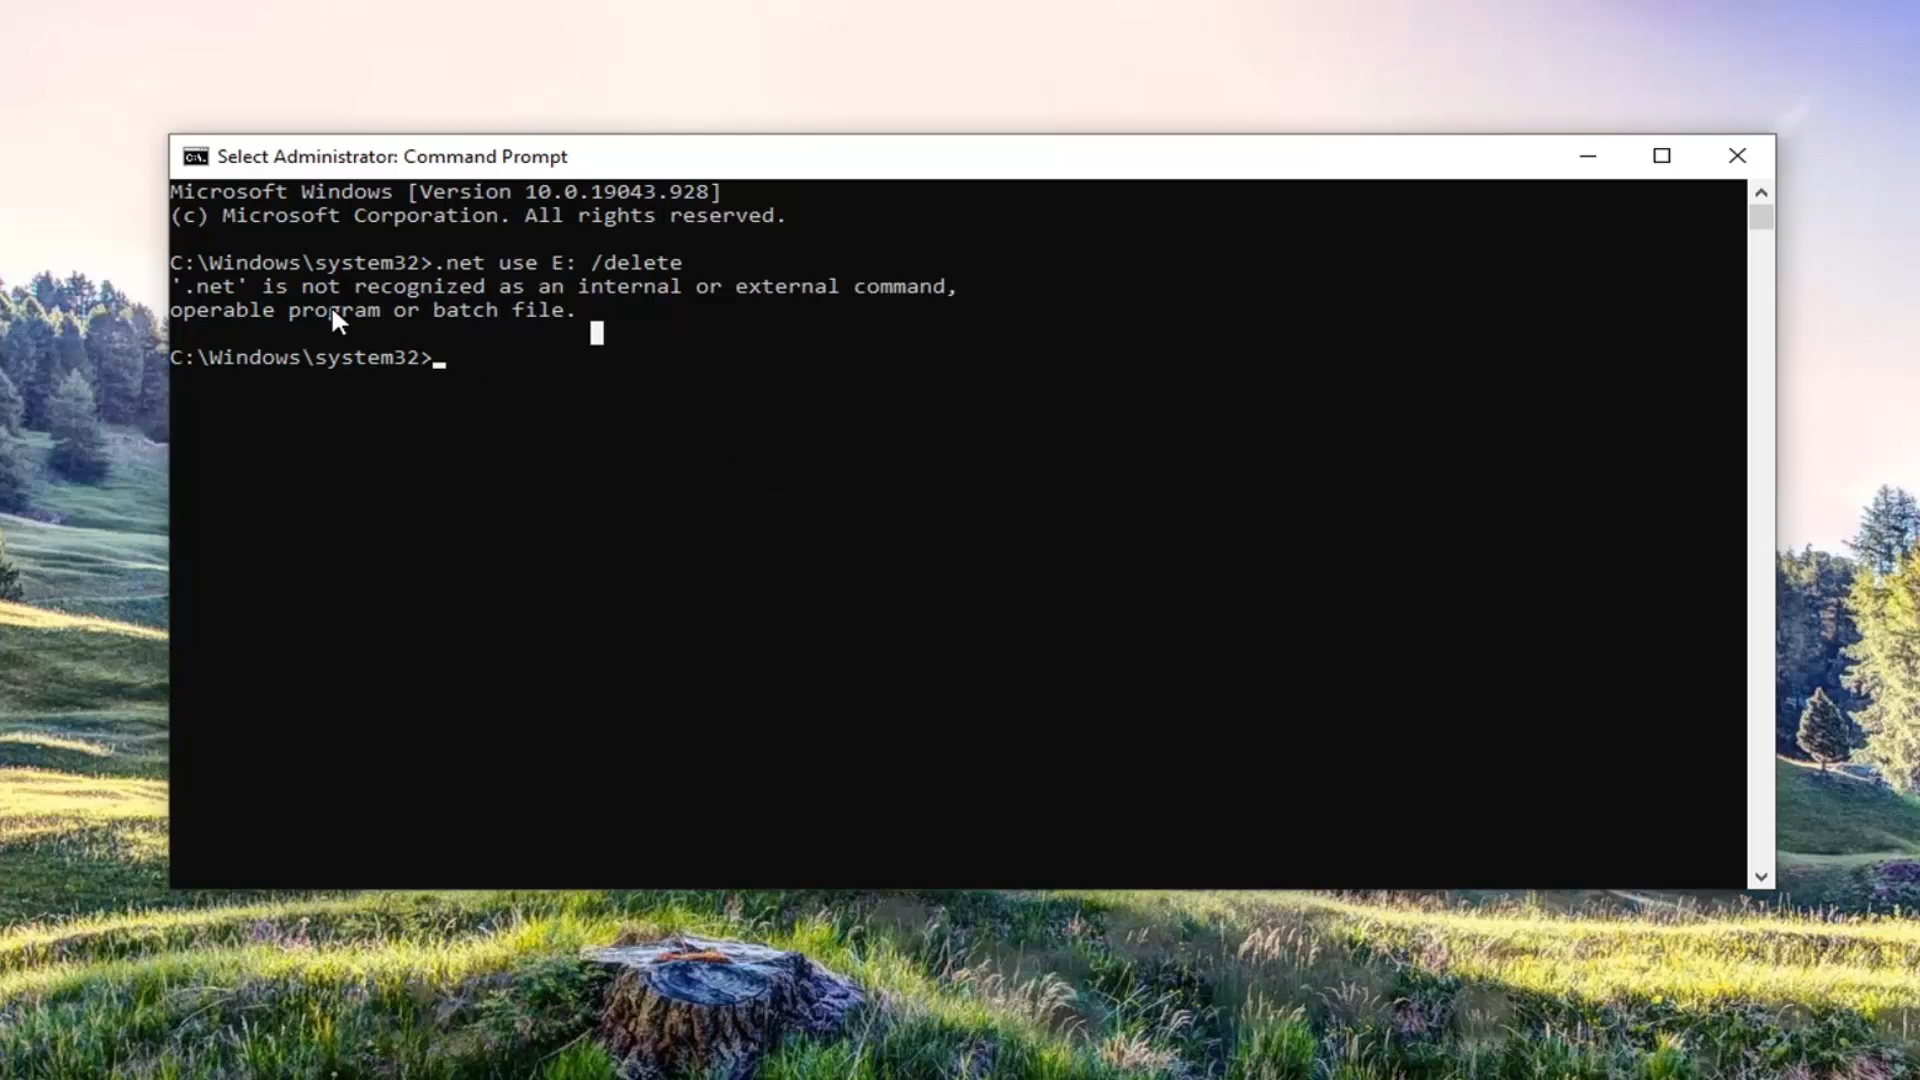 Select Administrator: Command Prompt
Microsoft Windows [Version 10.0.19043.928]
(c) Microsoft Corporation. All rights reserved.
C:\Windows\system32>.net use E: /delete
'.net' is not recognized as an internal or external command,
operable program or batch file.
C:\Windows\system32>